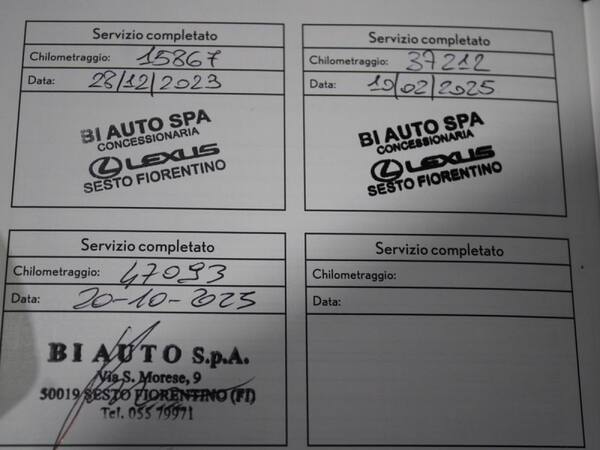 Servizio completato
Chilometraggio: 15867
Data: 28/12/2023
BI AUTO SPA
CONCESSIONARIA
LEXUS
SESTO FIORENTINO
Servizio completato
Chilometraggio: 37212
Data: 19/02/2025
BI AUTO SPA
CONCESSIONARIA
LEXUS
SESTO FIORENTINO
Servizio completato
Chilometraggio: 47093
Data: 20-10-2025
BI AUTO S.p.A.
Via S. Morese, 9
50019 SESTO FIORENTINO (FI)
Tel. 055 79971
Servizio completato
Chilometraggio:
Data: